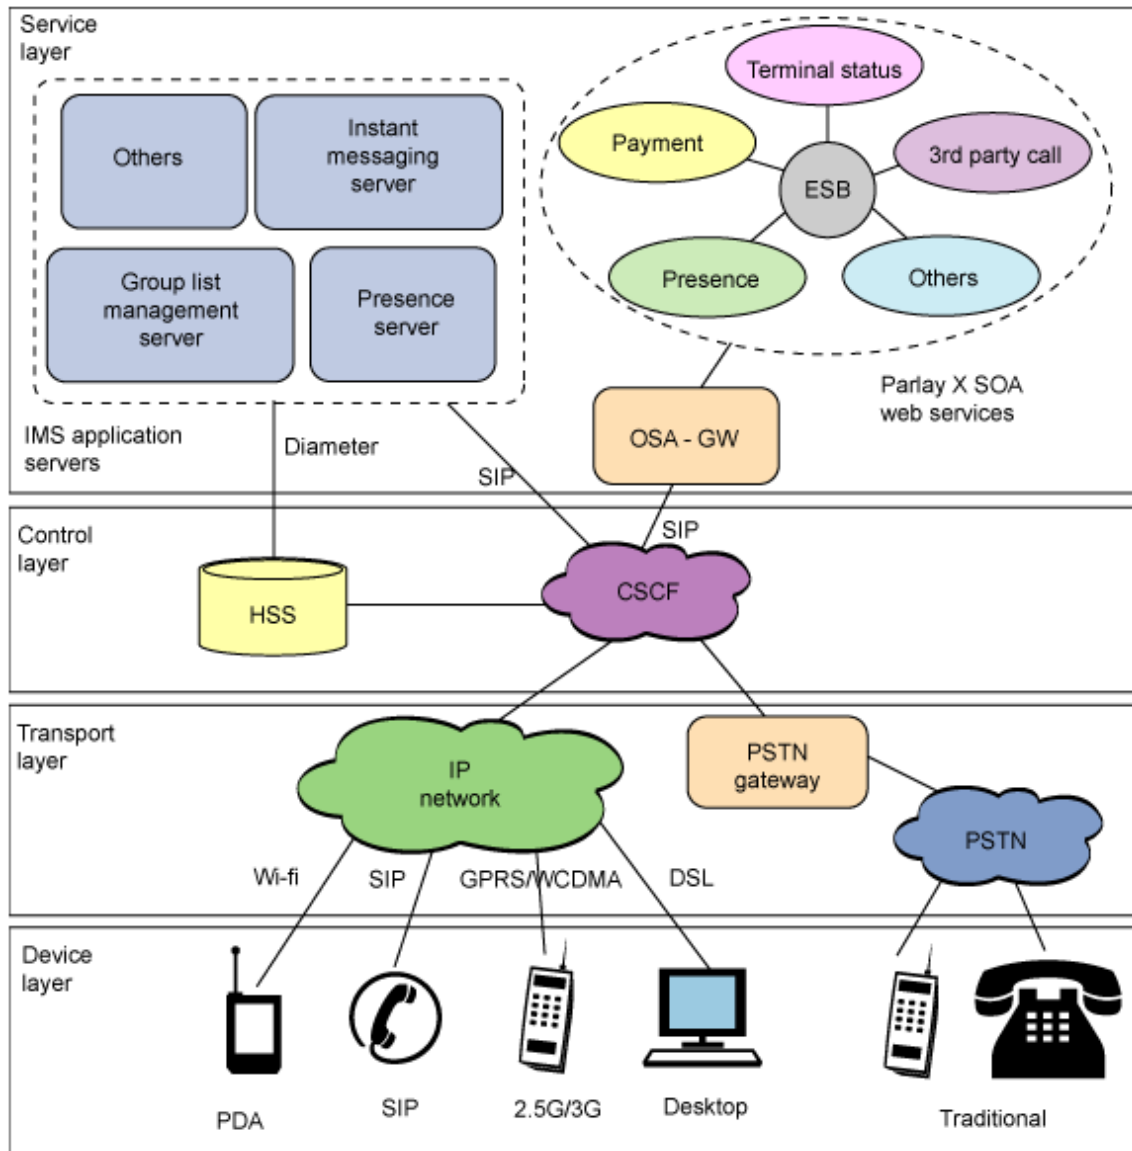 Service
layer
Others
Instant
messaging
server
Group list
management
server
Presence
server
IMS application
servers
Terminal status
Payment
3rd party call
ESB
Presence
Others
Parlay X SOA
web services
OSA - GW
Diameter
SIP
SIP
Control
layer
HSS
CSCF
Transport
layer
IP
network
PSTN
gateway
PSTN
Wi-fi
SIP
GPRS/WCDMA
DSL
Device
layer
PDA
SIP
2.5G/3G
Desktop
Traditional